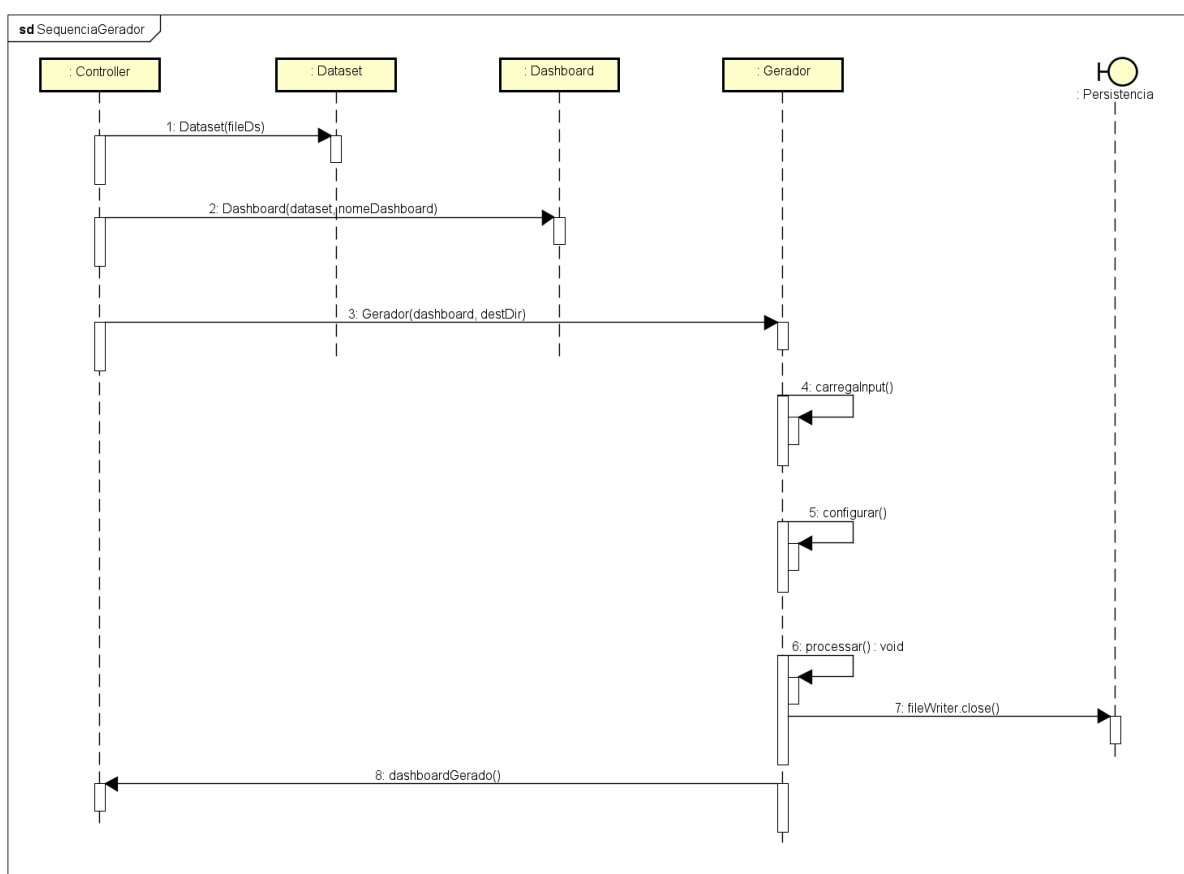 sd SequenciaGerador
: Controller
: Dataset
: Dashboard
: Gerador
: Persistencia
1: Dataset(fileDs)
2: Dashboard(dataset, nomeDashboard)
3: Gerador(dashboard, destDir)
4: carregaInput()
5: configurar()
6: processar() : void
7: fileWriter.close()
8: dashboardGerado()